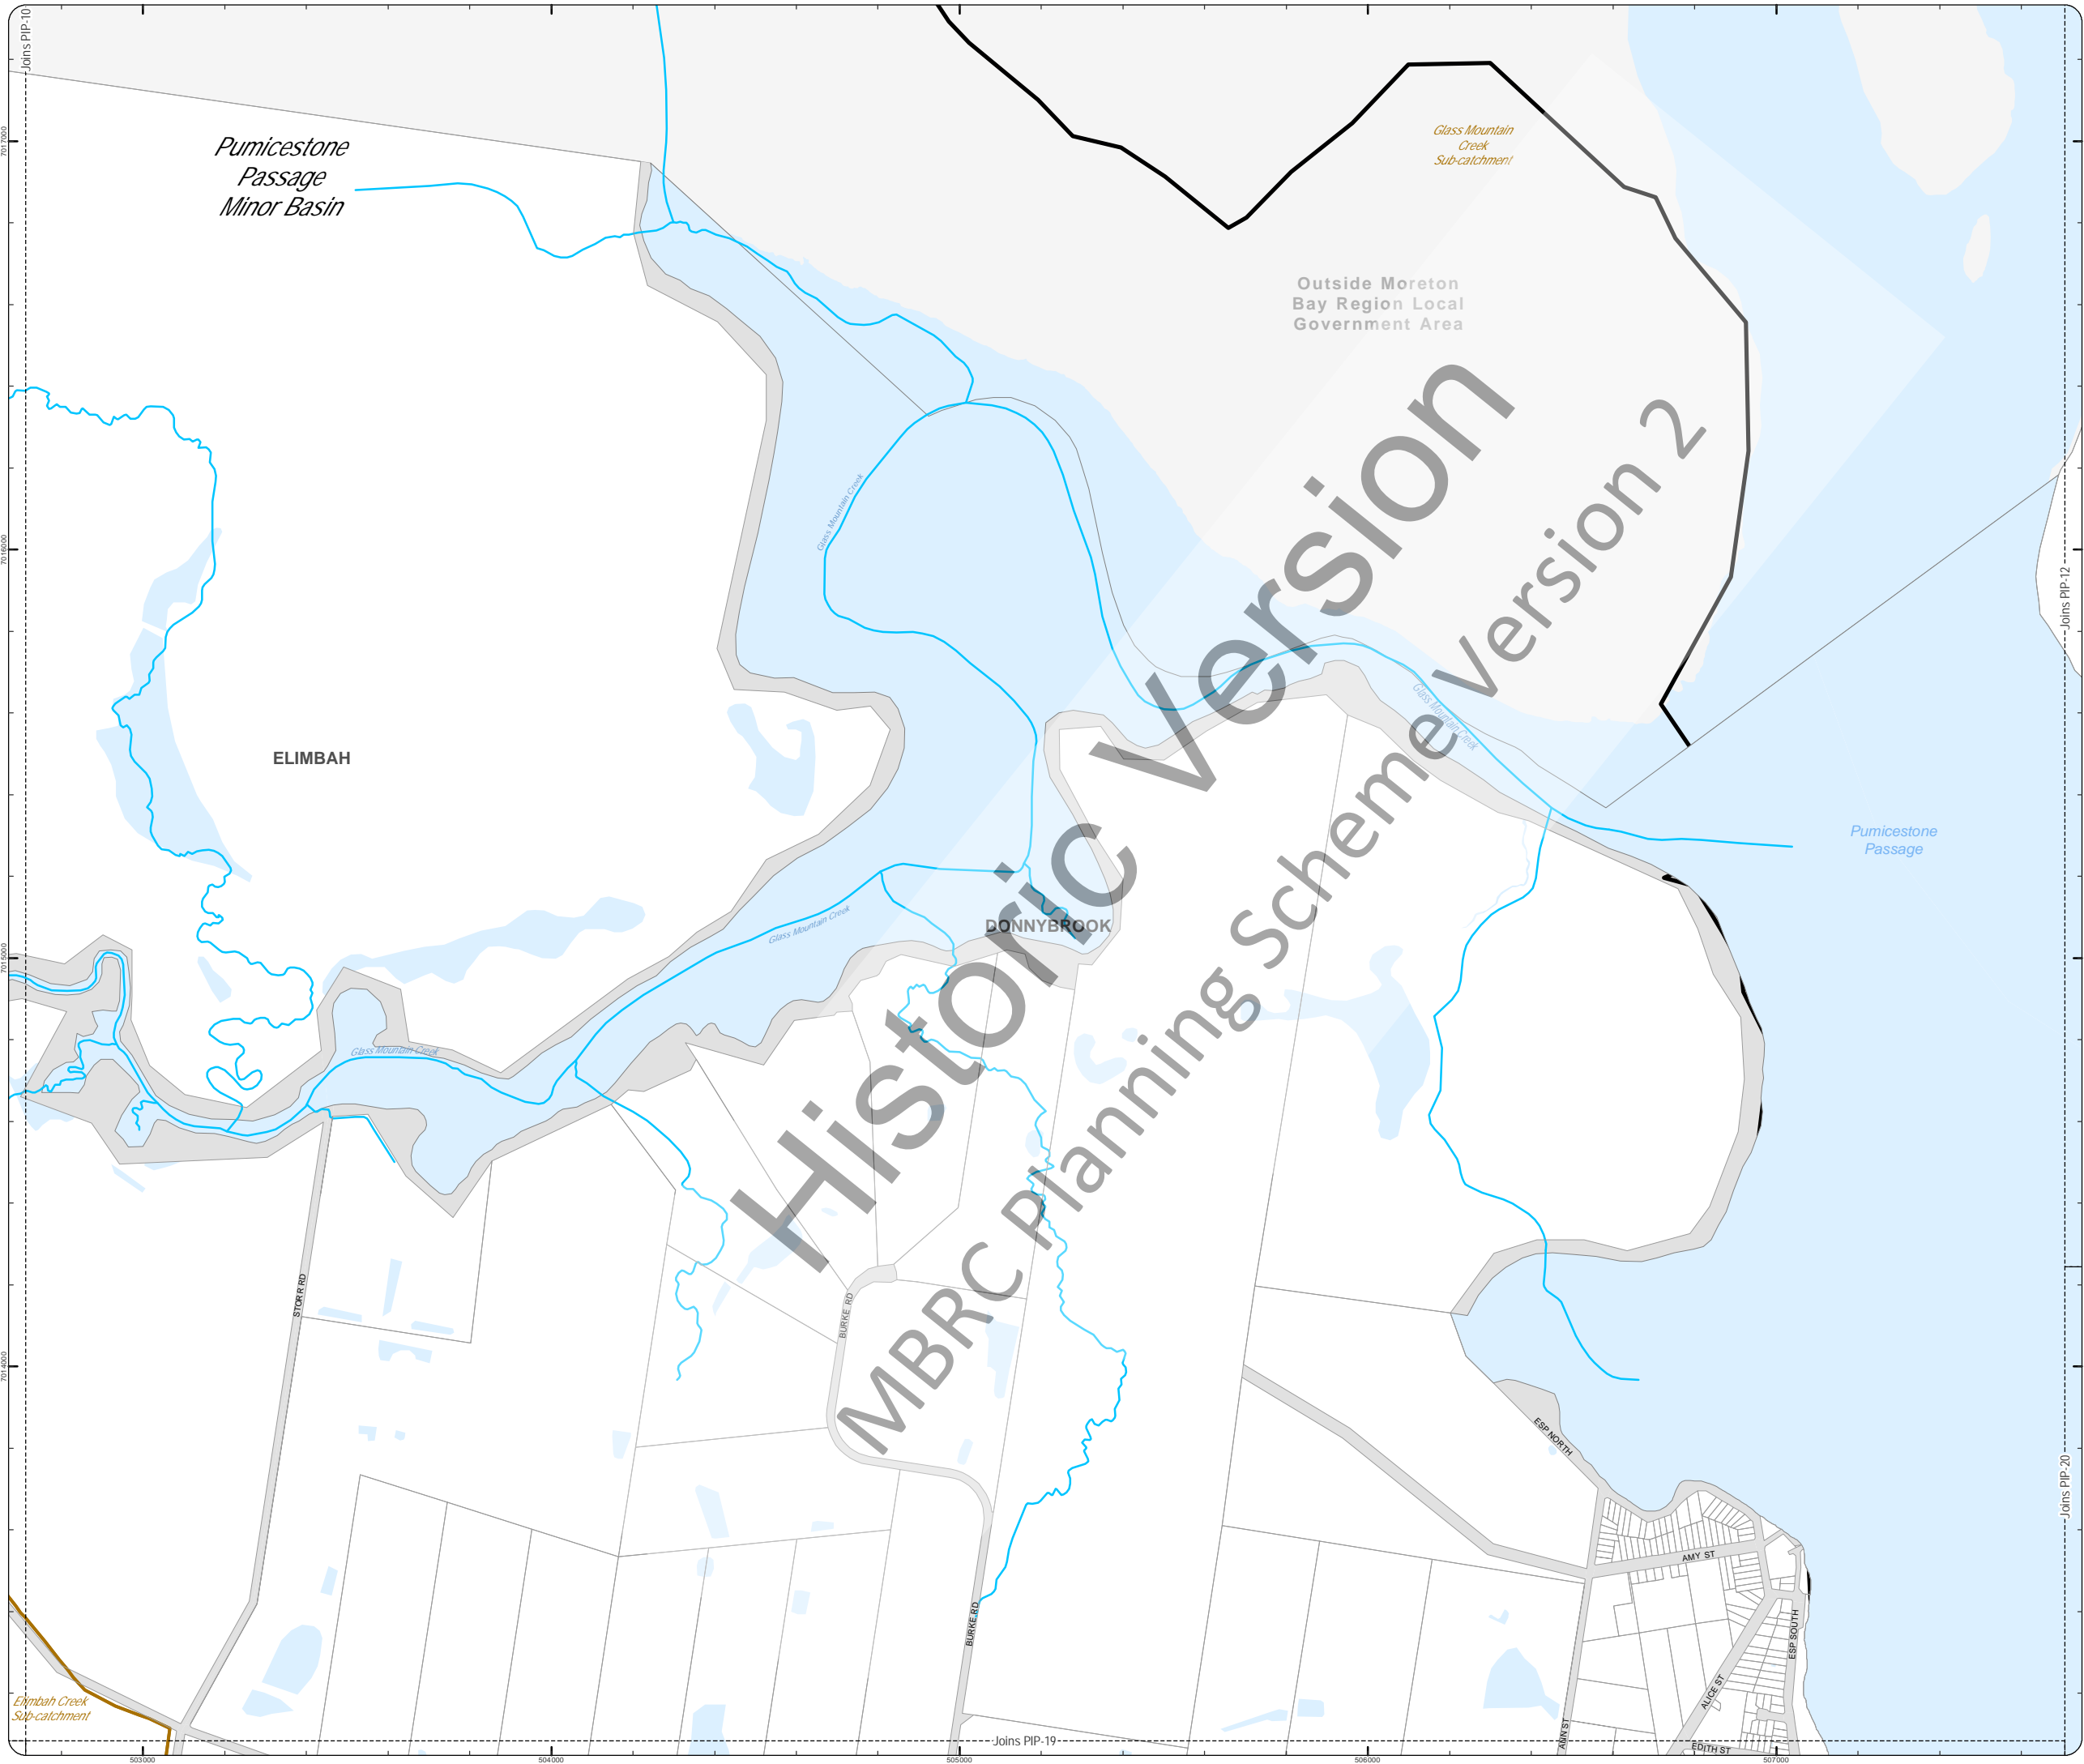 Joins PIP-10
7017000
Pumicestone
Passage
Minor Basin
Glass Mountain
Creek
Sub-catchment
Outside Moreton
Bay Region Local
Government Area
Historic Version
MBRC Planning Scheme Version 2
Glass Mountain Creek
7016000
Joins PIP-12
Glass Mountain Creek
ELIMBAH
Pumicestone
Passage
Glass Mountain Creek
DONNYBROOK
7015000
Glass Mountain Creek
STORR RD
BURKE RD
7014000
ESP NORTH
Joins PIP-20
AMY ST
BURKE RD
ESP SOUTH
ALICE ST
ANN ST
EDITH ST
Elimbah Creek
Sub-catchment
Joins PIP-19
503000
504000
505000
506000
507000